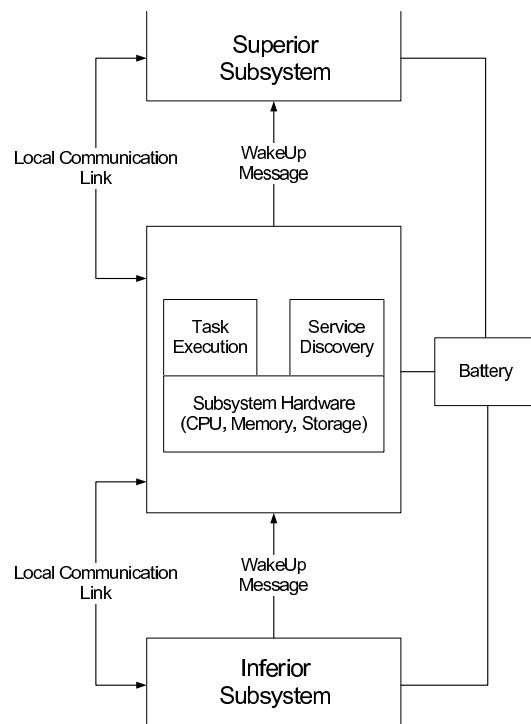 Superior
Subsystem
Local Communication
Link
WakeUp
Message
Task
Execution
Service
Discovery
Battery
Subsystem Hardware
(CPU, Memory, Storage)
Local Communication
Link
WakeUp
Message
Inferior
Subsystem